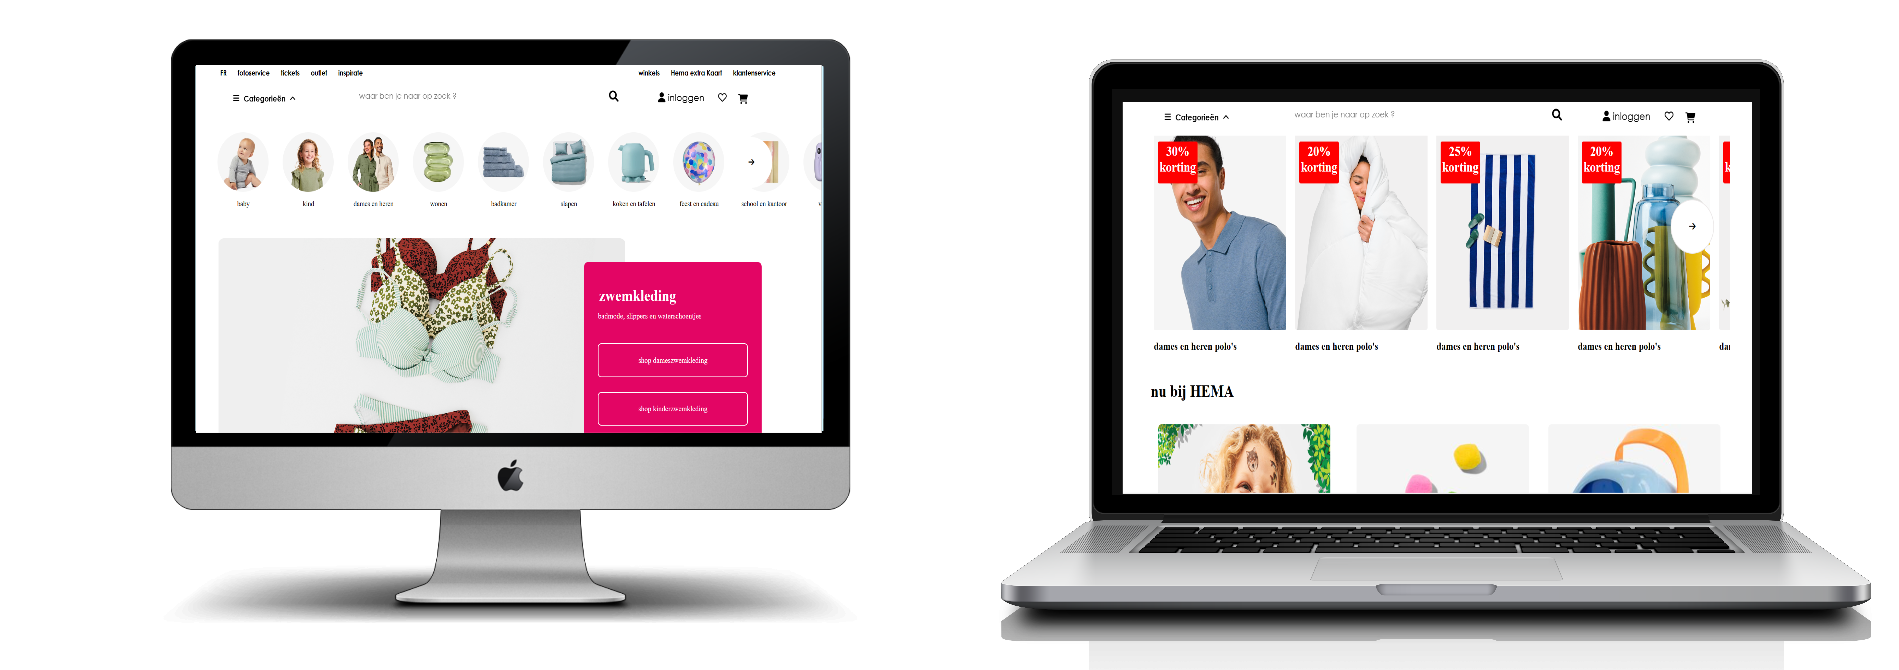 FR fotoservice tickets outlet inspiratie
winkels Hema extra Kaart klantenservice
Categorieën
waar ben je naar op zoek ?
inloggen
baby
kind
dames en heren
wonen
badkamer
slapen
koken en tafelen
feest en cadeau
school en kantoor
zwemkleding
badmode, slippers en waterschoentjes
shop dameszwemkleding
shop kinderzwemkleding
Categorieën
waar ben je naar op zoek ?
inloggen
30%
korting
20%
korting
25%
korting
20%
korting
dames en heren polo's
dames en heren polo's
dames en heren polo's
dames en heren polo's
nu bij HEMA